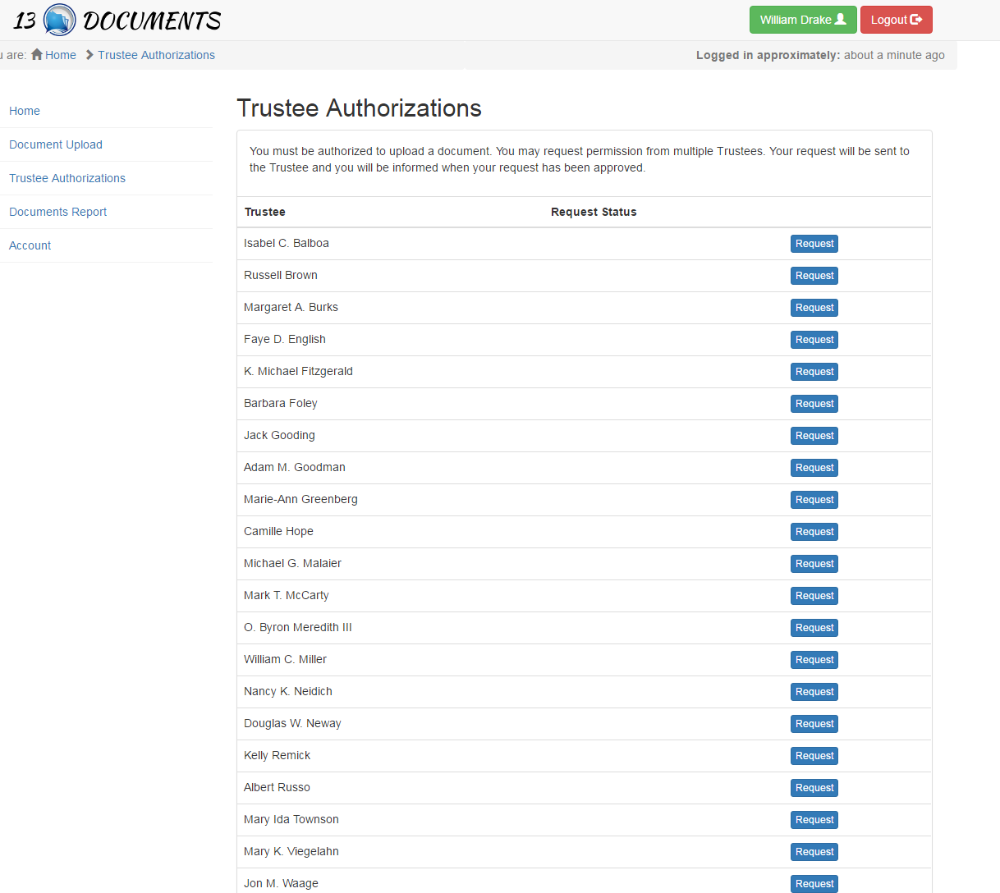 13 DOCUMENTS
William Drake
Logout
u are: Home Trustee Authorizations
Logged in approximately: about a minute ago
Home
Document Upload
Trustee Authorizations
Documents Report
Account
Trustee Authorizations
You must be authorized to upload a document. You may request permission from multiple Trustees. Your request will be sent to
the Trustee and you will be informed when your request has been approved.
Trustee Request Status
Isabel C. Balboa Request
Russell Brown Request
Margaret A. Burks Request
Faye D. English Request
K. Michael Fitzgerald Request
Barbara Foley Request
Jack Gooding Request
Adam M. Goodman Request
Marie-Ann Greenberg Request
Camille Hope Request
Michael G. Malaier Request
Mark T. McCarty Request
O. Byron Meredith III Request
William C. Miller Request
Nancy K. Neidich Request
Douglas W. Neway Request
Kelly Remick Request
Albert Russo Request
Mary Ida Townson Request
Mary K. Viegelahn Request
Jon M. Waage Request